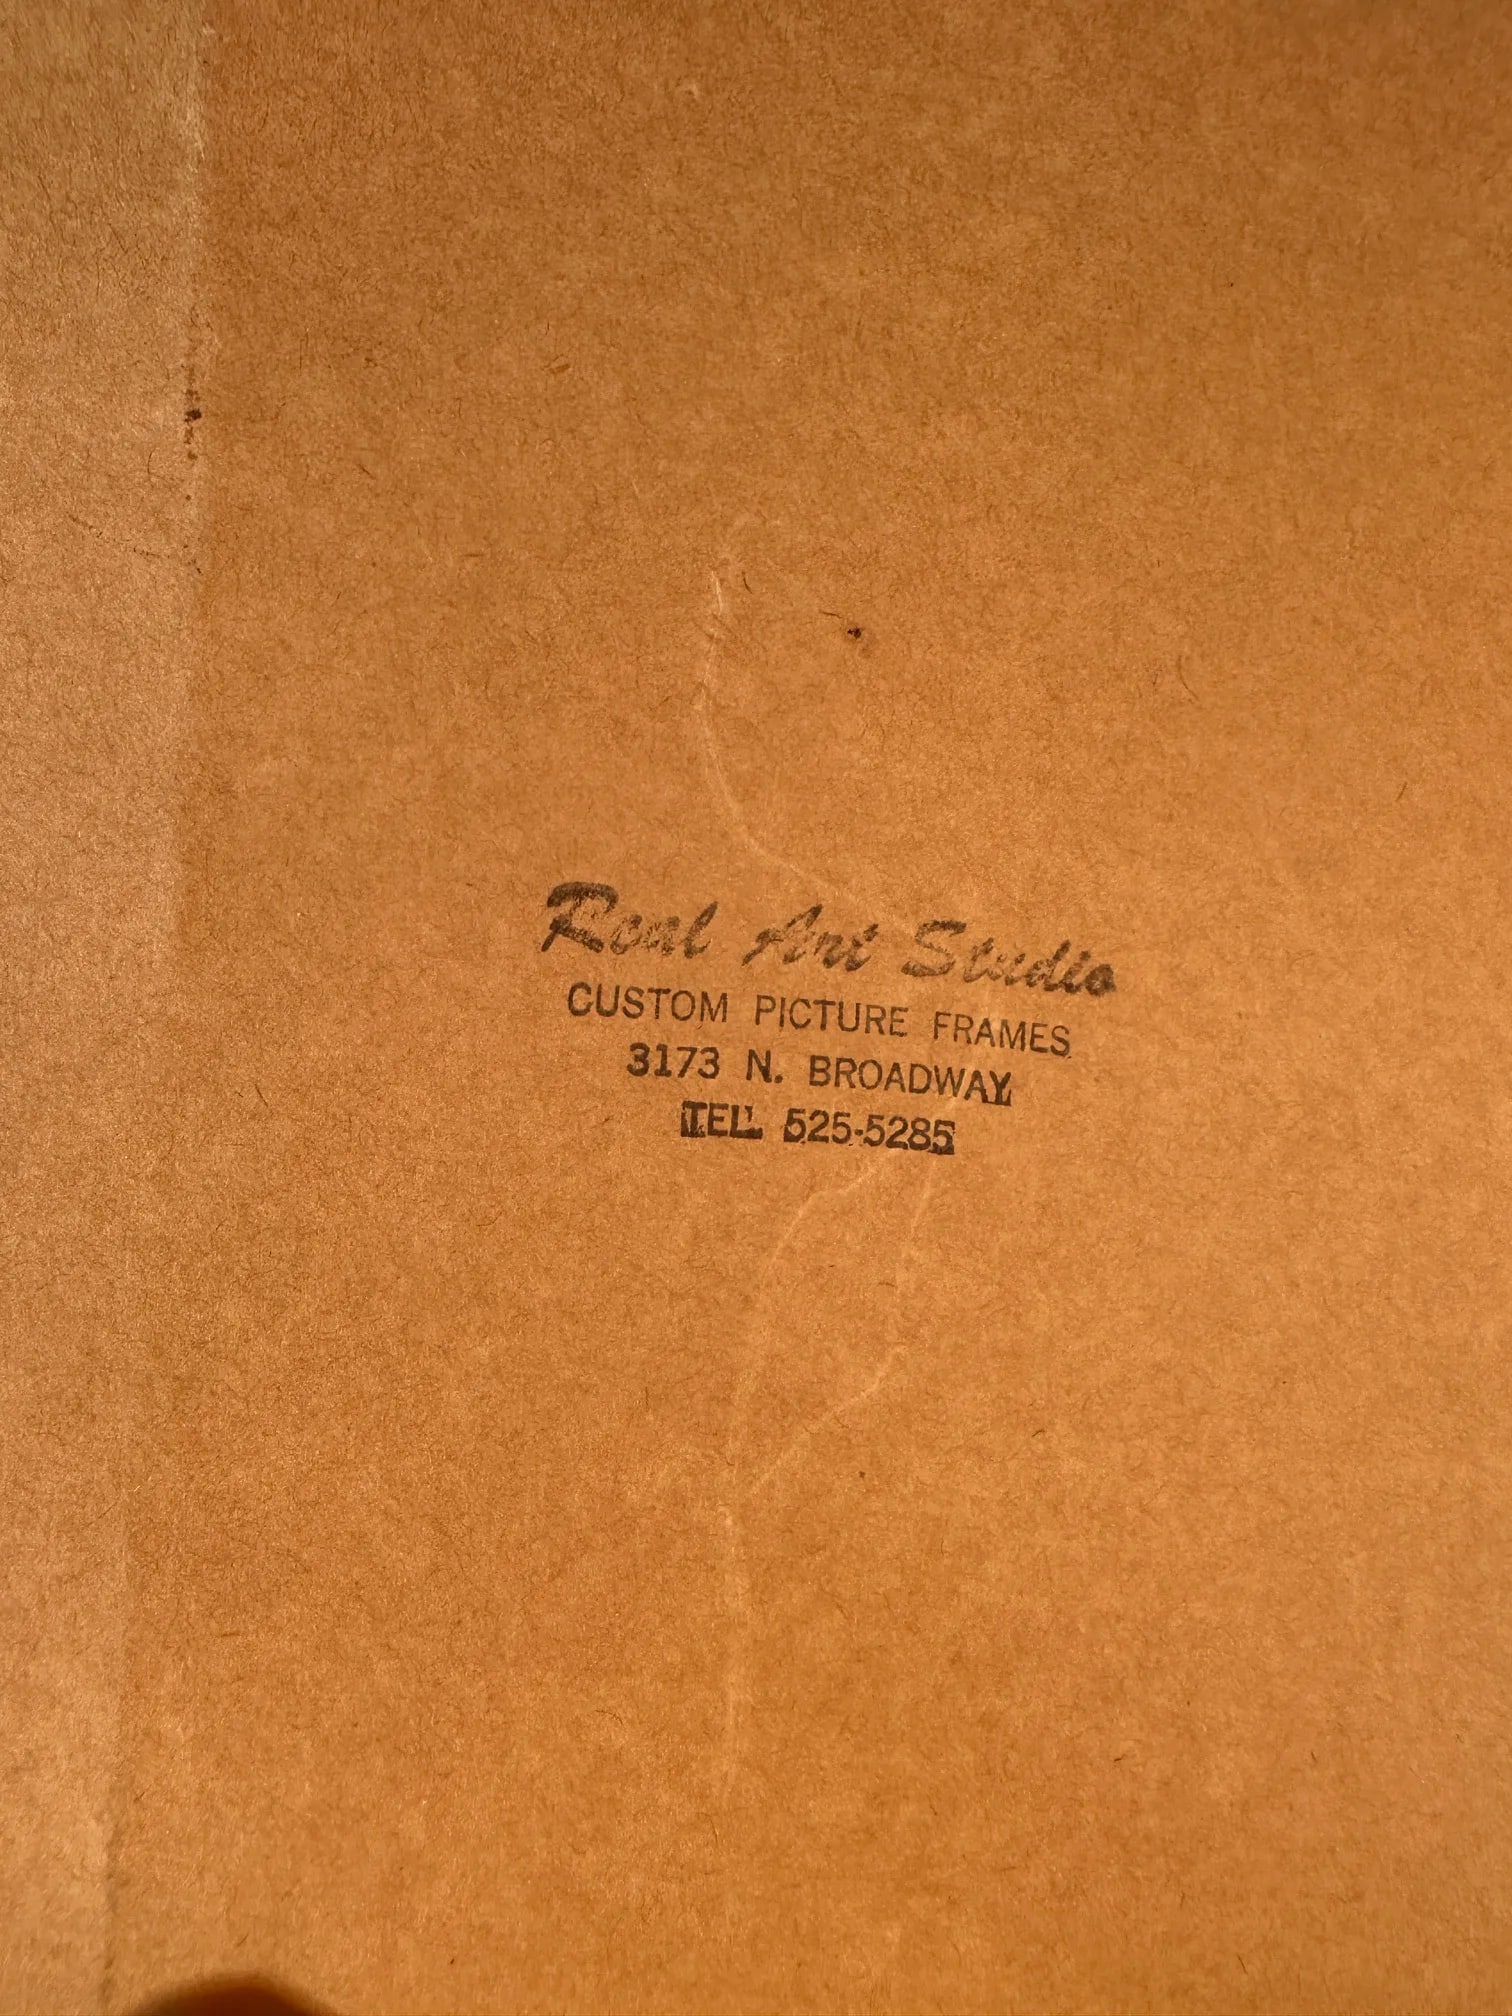 Real Art Studio
CUSTOM PICTURE FRAMES
3173 N. BROADWAY
TEL. 525-5285